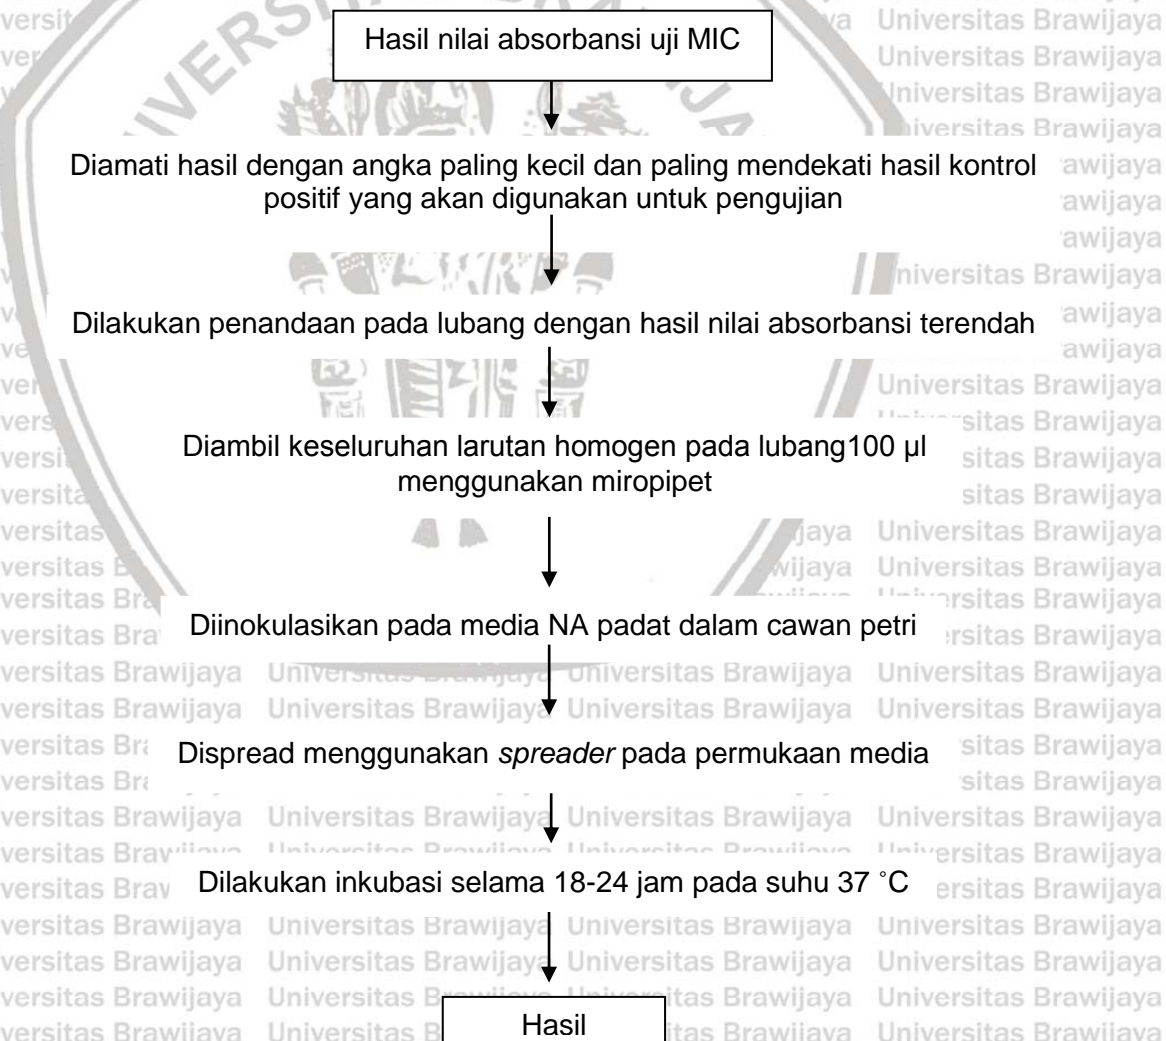 Hasil nilai absorbansi uji MIC
Diamati hasil dengan angka paling kecil dan paling mendekati hasil kontrol
positif yang akan digunakan untuk pengujian
Dilakukan penandaan pada lubang dengan hasil nilai absorbansi terendah
Diambil keseluruhan larutan homogen pada lubang100 µl
menggunakan miropipet
Diinokulasikan pada media NA padat dalam cawan petri
Dispread menggunakan spreader pada permukaan media
Dilakukan inkubasi selama 18-24 jam pada suhu 37 ˚C
Hasil